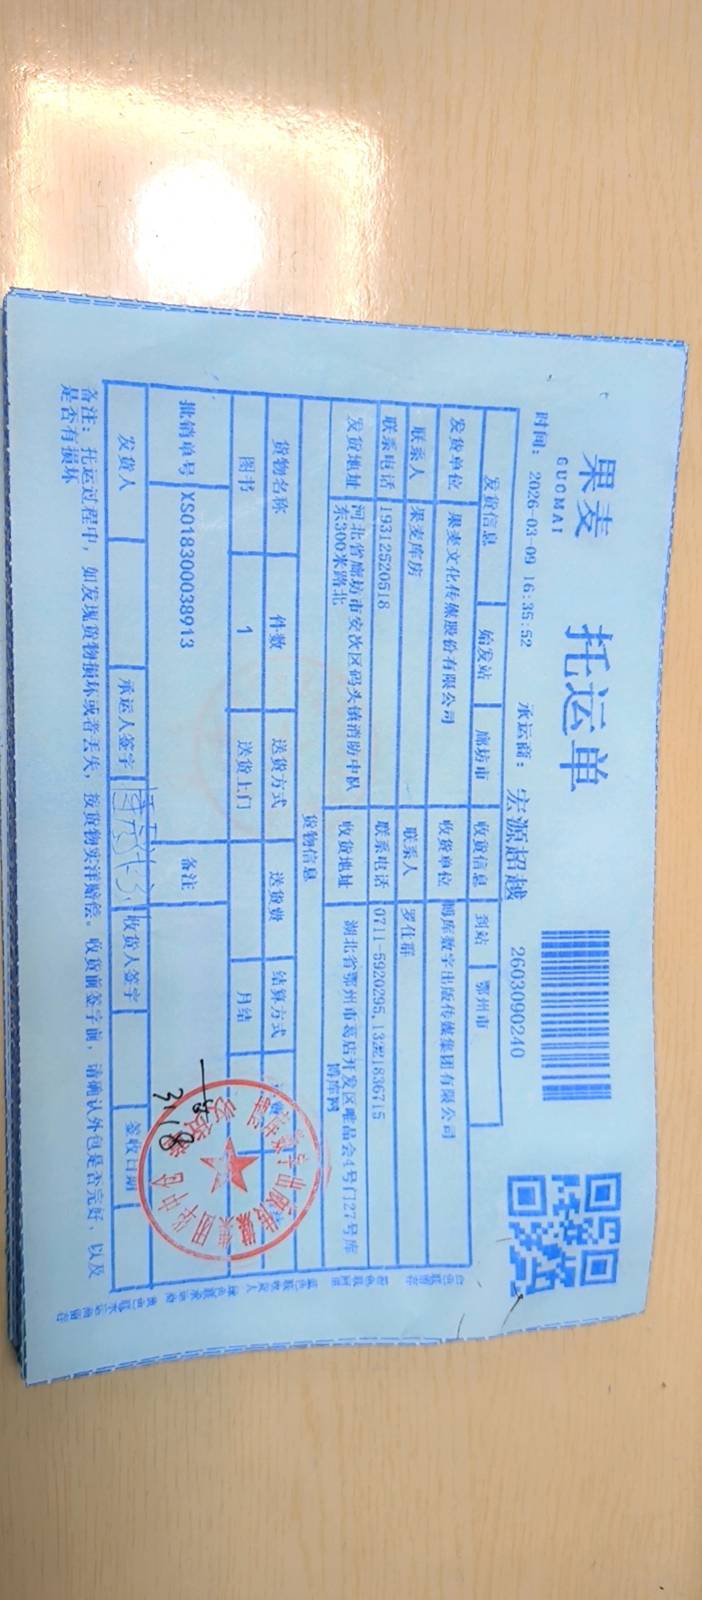 果麦
GUOMAI
托运单
2603090240
时间: 2026-03-09 16:35:52 承运商: 宏源超越
发货信息 始发站 廊坊市 收货信息 到站 鄂州市
发货单位 果麦文化传媒股份有限公司 收货单位 博库数字出版传媒集团有限公司
联系人 果麦库房 联系人 罗仕群
联系电话 19312520518 联系电话 0711-5920295,13
发货地址 河北省廊坊市安次区码头镇消防中队东300米路北 收货地址 湖北省鄂州市葛店开发区唯品会4号门27号库博库网
货物信息
货物名称 件数 送货方式 送货费 结算方式
图书 1 送货上门 月结
批销单号 XS018300038913 备注
发货人 承运人签字 收货人签字 签收日期
备注: 托运过程中, 如发现货物损坏或者丢失, 按货物实洋赔偿。收货前签字前, 请确认外包是否完好, 以及
是否有损坏